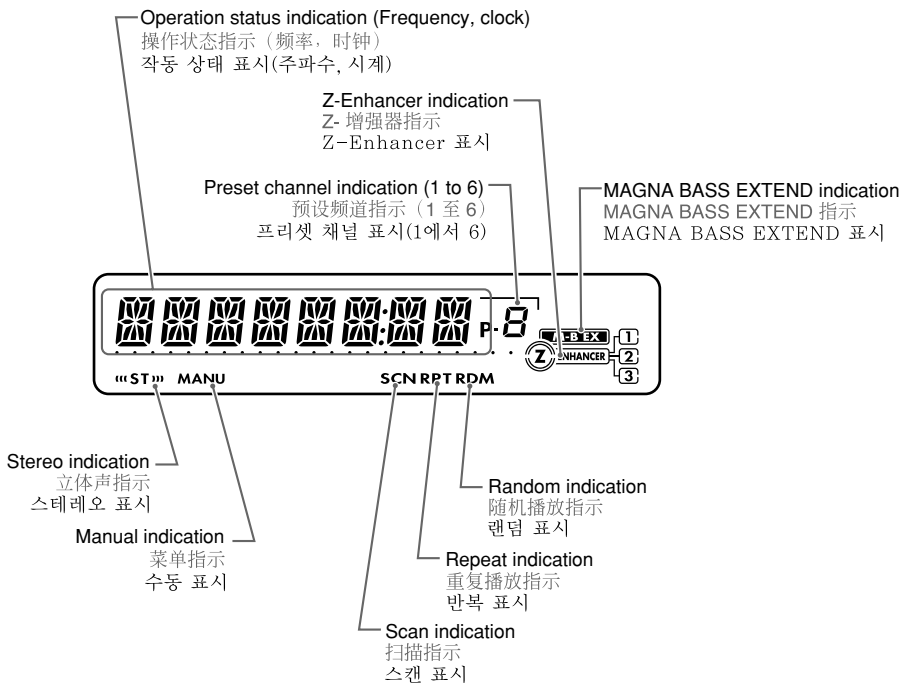 Operation status indication (Frequency, clock)
操作状态指示（频率，时钟）
작동 상태 표시(주파수, 시계)
Z-Enhancer indication
Z- 增强器指示
Z-Enhancer 표시
Preset channel indication (1 to 6)
预设频道指示（1 至 6）
프리셋 채널 표시(1에서 6)
MAGNA BASS EXTEND indication
MAGNA BASS EXTEND 指示
MAGNA BASS EXTEND 표시
P-8
M-B EX
Z ENHANCER
1
2
3
ST MANU SCN RPT RDM
Stereo indication
立体声指示
스테레오 표시
Manual indication
菜单指示
수동 표시
Random indication
随机播放指示
랜덤 표시
Repeat indication
重复播放指示
반복 표시
Scan indication
扫描指示
스캔 표시